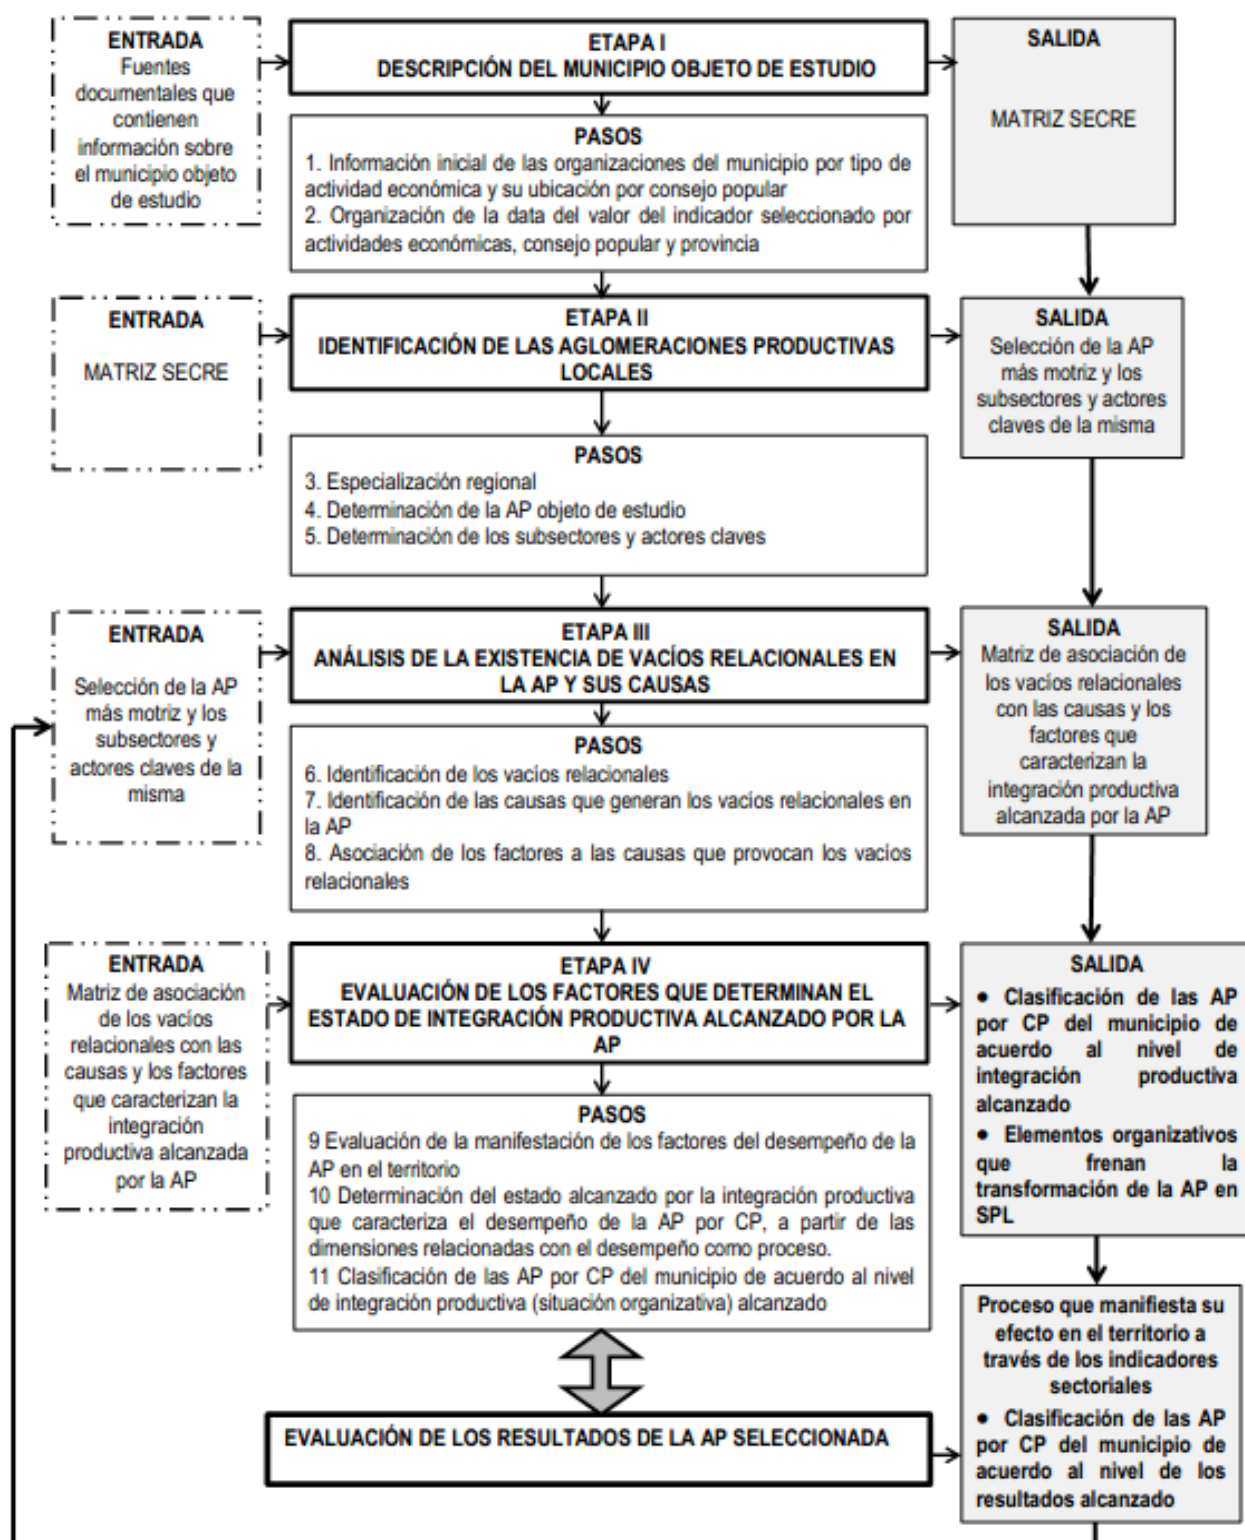 ENTRADA
Fuentes
documentales que
contienen
información sobre
el municipio objeto
de estudio
ETAPA I
DESCRIPCIÓN DEL MUNICIPIO OBJETO DE ESTUDIO
SALIDA
MATRIZ SECRE
PASOS
1. Información inicial de las organizaciones del municipio por tipo de
actividad económica y su ubicación por consejo popular
2. Organización de la data del valor del indicador seleccionado por
actividades económicas, consejo popular y provincia
ENTRADA
MATRIZ SECRE
ETAPA II
IDENTIFICACIÓN DE LAS AGLOMERACIONES PRODUCTIVAS
LOCALES
SALIDA
Selección de la AP
más motriz y los
subsectores y actores
claves de la misma
PASOS
3. Especialización regional
4. Determinación de la AP objeto de estudio
5. Determinación de los subsectores y actores claves
ENTRADA
Selección de la AP
más motriz y los
subsectores y
actores claves de la
misma
ETAPA III
ANÁLISIS DE LA EXISTENCIA DE VACÍOS RELACIONALES EN
LA AP Y SUS CAUSAS
SALIDA
Matriz de asociación de
los vacíos relacionales
con las causas y los
factores que
caracterizan la
integración productiva
alcanzada por la AP
PASOS
6. Identificación de los vacíos relacionales
7. Identificación de las causas que generan los vacíos relacionales en
la AP
8. Asociación de los factores a las causas que provocan los vacíos
relacionales
ENTRADA
Matriz de asociación
de los vacíos
relacionales con las
causas y los factores
que caracterizan la
integración
productiva alcanzada
por la AP
ETAPA IV
EVALUACIÓN DE LOS FACTORES QUE DETERMINAN EL
ESTADO DE INTEGRACIÓN PRODUCTIVA ALCANZADO POR LA
AP
SALIDA
• Clasificación de las AP
por CP del municipio de
acuerdo al nivel de
integración productiva
alcanzado
• Elementos organizativos
que frenan la
transformación de la AP en
SPL
PASOS
9 Evaluación de la manifestación de los factores del desempeño de la
AP en el territorio
10 Determinación del estado alcanzado por la integración productiva
que caracteriza el desempeño de la AP por CP, a partir de las
dimensiones relacionadas con el desempeño como proceso.
11 Clasificación de las AP por CP del municipio de acuerdo al nivel
de integración productiva (situación organizativa) alcanzado
EVALUACIÓN DE LOS RESULTADOS DE LA AP SELECCIONADA
Proceso que manifiesta su
efecto en el territorio a
través de los indicadores
sectoriales
• Clasificación de las AP
por CP del municipio de
acuerdo al nivel de los
resultados alcanzado